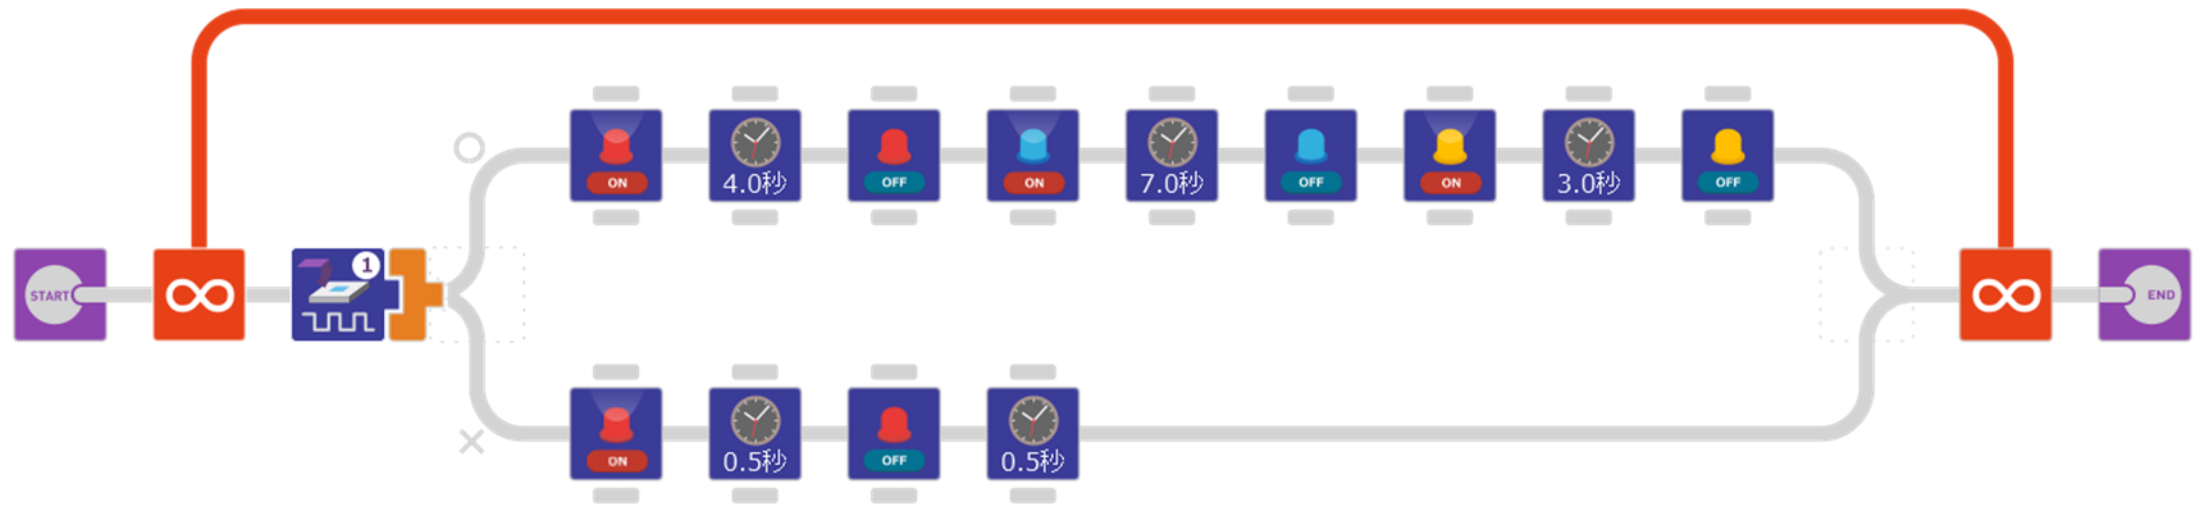 ON
4.0秒
OFF
ON
7.0秒
OFF
ON
3.0秒
OFF
START
1
END
ON
0.5秒
OFF
0.5秒